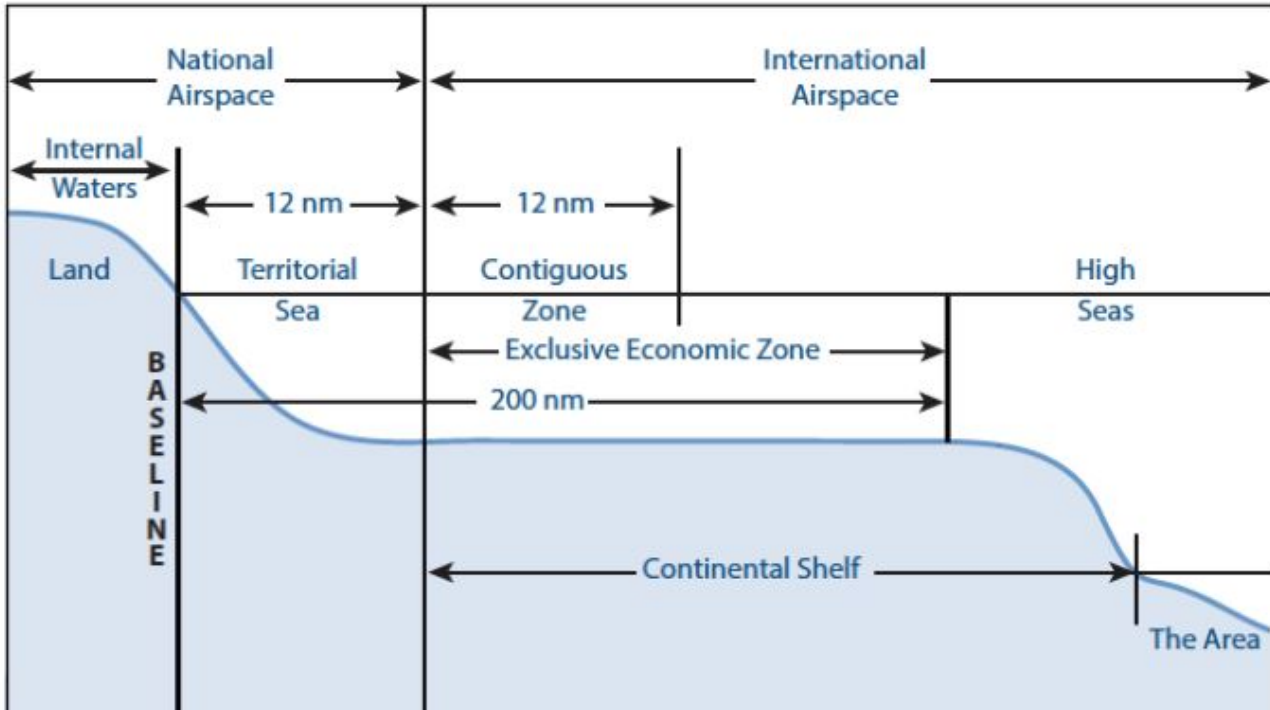 National
Airspace
International
Airspace
Internal
Waters
12 nm
12 nm
Land
Territorial
Sea
Contiguous
Zone
High
Seas
Exclusive Economic Zone
200 nm
BASELINE
Continental Shelf
The Area